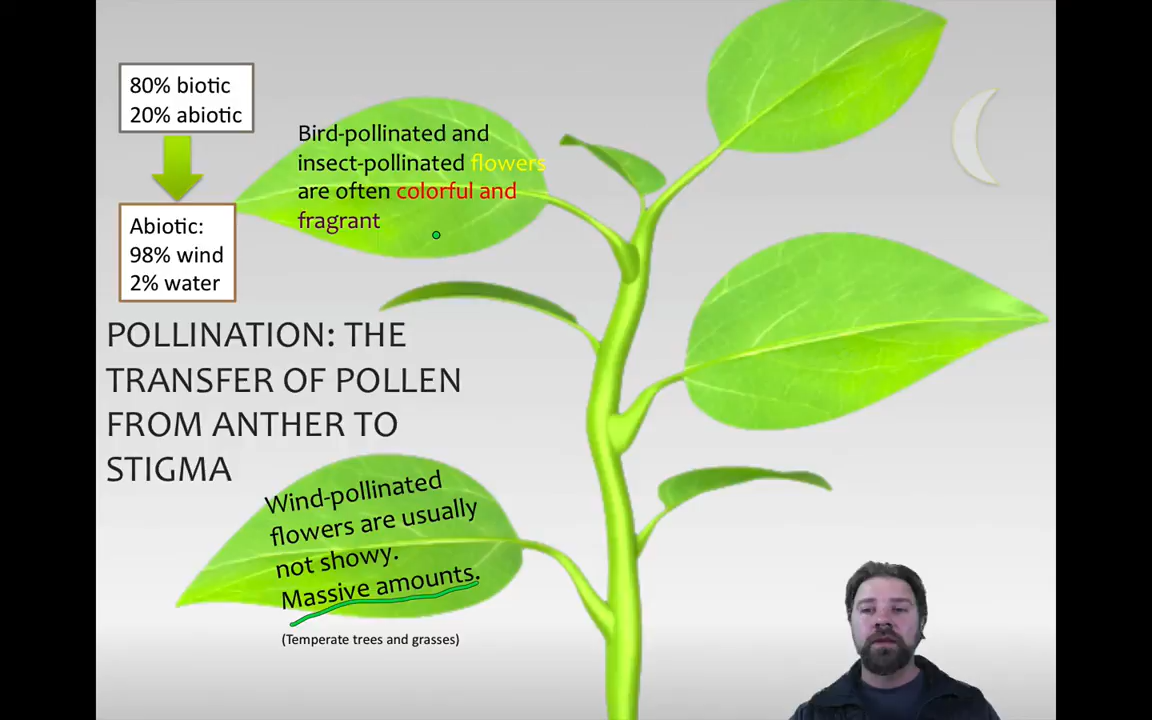 80% biotic
20% abiotic
Bird-pollinated and
insect-pollinated flowers
are often colorful and
fragrant
Abiotic:
98% wind
2% water
POLLINATION: THE
TRANSFER OF POLLEN
FROM ANTHER TO
STIGMA
Wind-pollinated
flowers are usually
not showy.
Massive amounts.
(Temperate trees and grasses)